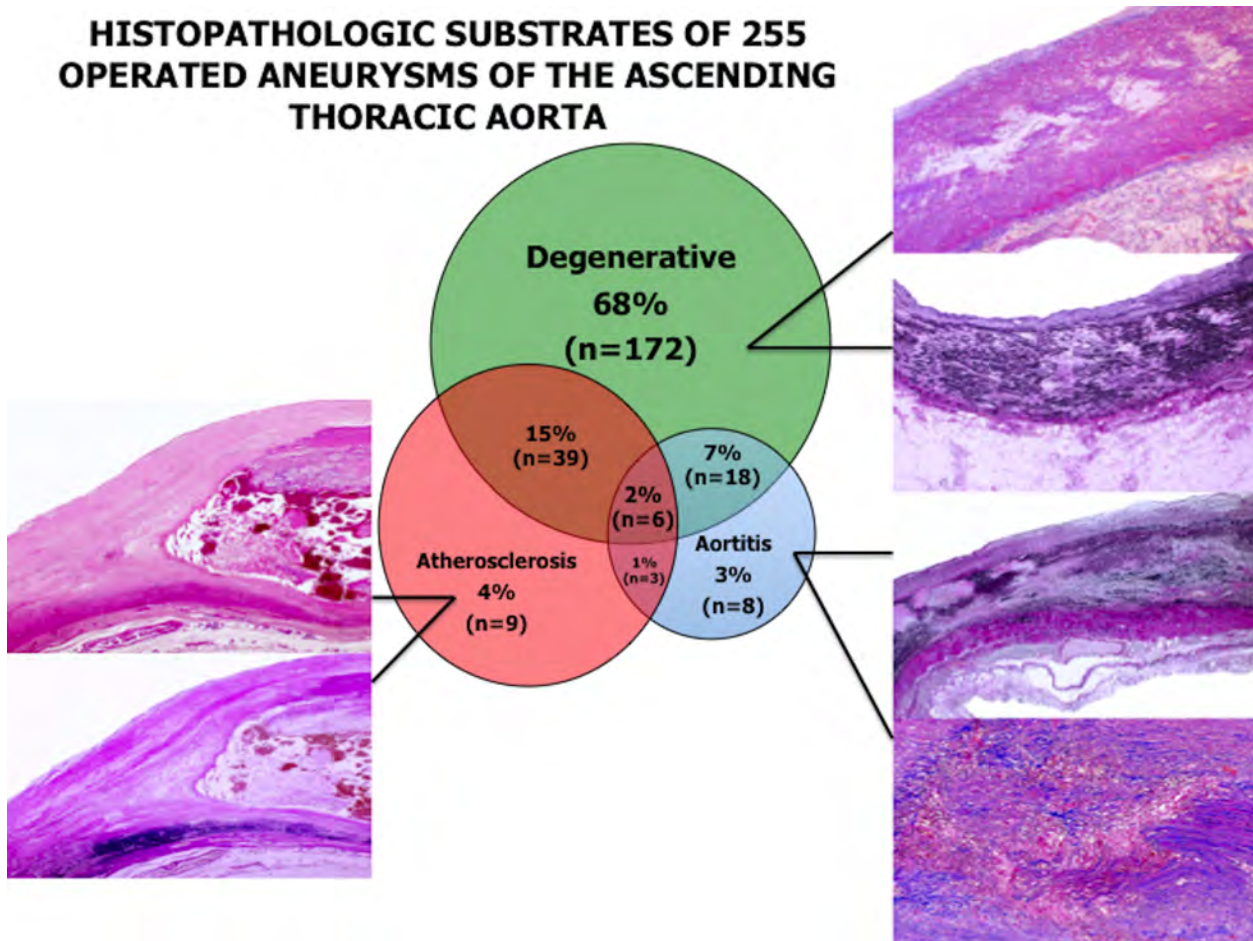 HISTOPATHOLOGIC SUBSTRATES OF 255
OPERATED ANEURYSMS OF THE ASCENDING
THORACIC AORTA
Degenerative
68%
(n=172)
15%
(n=39)
7%
(n=18)
2%
(n=6)
Atherosclerosis
4%
(n=9)
1%
(n=3)
Aortitis
3%
(n=8)